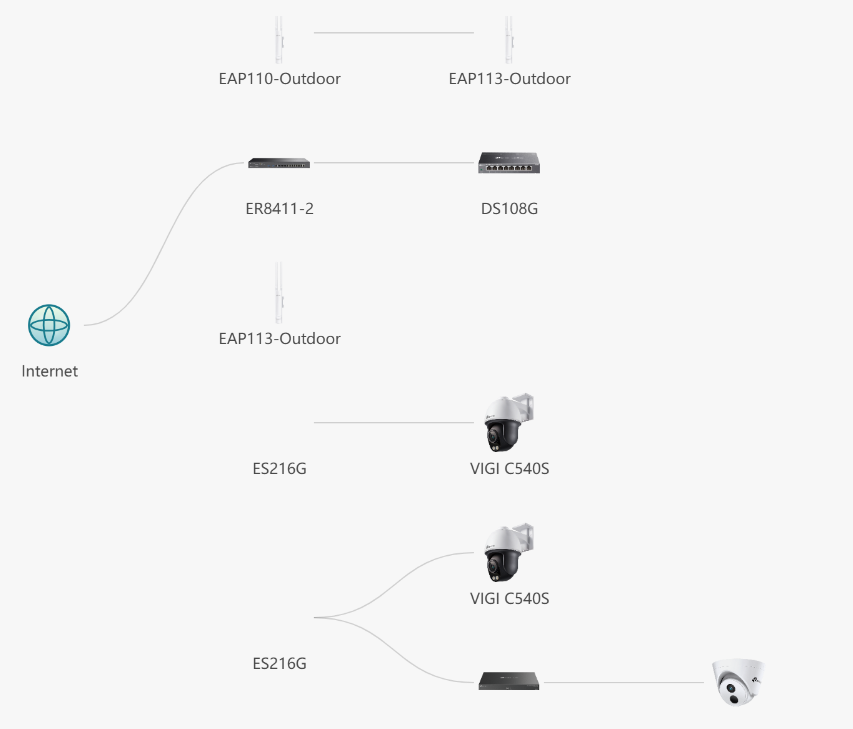 EAP110-Outdoor
EAP113-Outdoor
ER8411-2
DS108G
EAP113-Outdoor
Internet
ES216G
VIGI C540S
VIGI C540S
ES216G